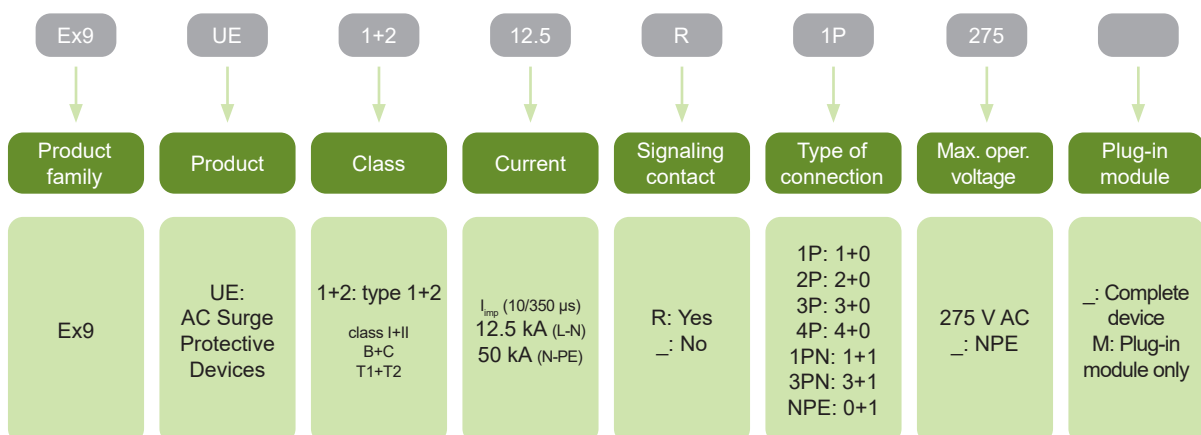 Ex9
UE
1+2
12.5
R
1P
275
Product
family
Product
Class
Current
Signaling
contact
Type of
connection
Max. oper.
voltage
Plug-in
module
Ex9
UE:
AC Surge
Protective
Devices
1+2: type 1+2
class I+II
B+C
T1+T2
Iimp (10/350 µs)
12.5 kA (L-N)
50 kA (N-PE)
R: Yes
_: No
1P: 1+0
2P: 2+0
3P: 3+0
4P: 4+0
1PN: 1+1
3PN: 3+1
NPE: 0+1
275 V AC
_: NPE
_: Complete
device
M: Plug-in
module only